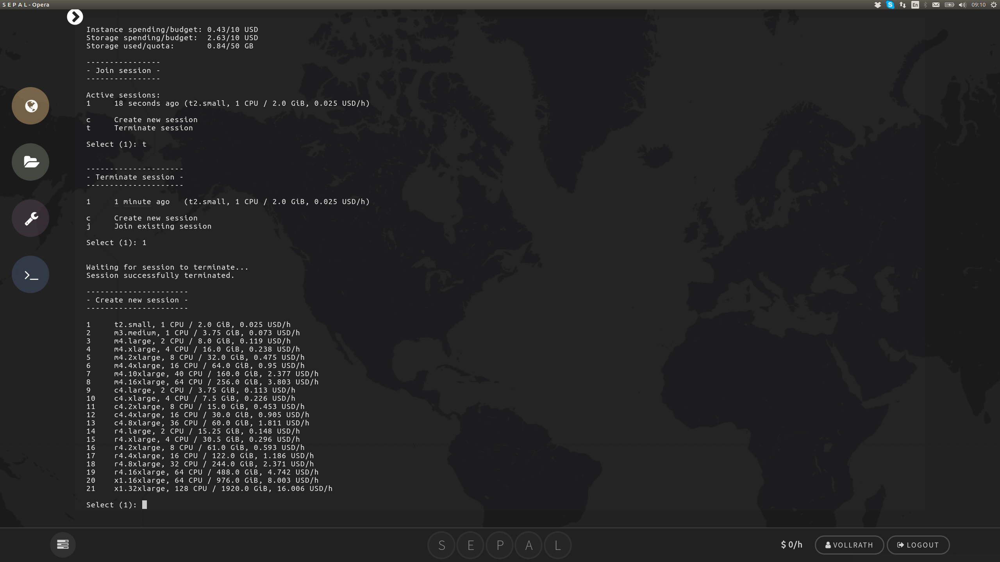 S E P A L - Opera
En
09:10
Instance spending/budget: 0.43/10 USD
Storage spending/budget:  2.63/10 USD
Storage used/quota:       0.84/50 GB
----------------
- Join session -
----------------
Active sessions:
1     18 seconds ago (t2.small, 1 CPU / 2.0 GiB, 0.025 USD/h)
c     Create new session
t     Terminate session
Select (1): t
---------------------
- Terminate session -
---------------------
1     1 minute ago   (t2.small, 1 CPU / 2.0 GiB, 0.025 USD/h)
c     Create new session
j     Join existing session
Select (1): 1
Waiting for session to terminate...
Session successfully terminated.
----------------------
- Create new session -
----------------------
1     t2.small, 1 CPU / 2.0 GiB, 0.025 USD/h
2     m3.medium, 1 CPU / 3.75 GiB, 0.073 USD/h
3     m4.large, 2 CPU / 8.0 GiB, 0.119 USD/h
4     m4.xlarge, 4 CPU / 16.0 GiB, 0.238 USD/h
5     m4.2xlarge, 8 CPU / 32.0 GiB, 0.475 USD/h
6     m4.4xlarge, 16 CPU / 64.0 GiB, 0.95 USD/h
7     m4.10xlarge, 40 CPU / 160.0 GiB, 2.377 USD/h
8     m4.16xlarge, 64 CPU / 256.0 GiB, 3.803 USD/h
9     c4.large, 2 CPU / 3.75 GiB, 0.113 USD/h
10    c4.xlarge, 4 CPU / 7.5 GiB, 0.226 USD/h
11    c4.2xlarge, 8 CPU / 15.0 GiB, 0.453 USD/h
12    c4.4xlarge, 16 CPU / 30.0 GiB, 0.905 USD/h
13    c4.8xlarge, 36 CPU / 60.0 GiB, 1.811 USD/h
14    r4.large, 2 CPU / 15.25 GiB, 0.148 USD/h
15    r4.xlarge, 4 CPU / 30.5 GiB, 0.296 USD/h
16    r4.2xlarge, 8 CPU / 61.0 GiB, 0.593 USD/h
17    r4.4xlarge, 16 CPU / 122.0 GiB, 1.186 USD/h
18    r4.8xlarge, 32 CPU / 244.0 GiB, 2.371 USD/h
19    r4.16xlarge, 64 CPU / 488.0 GiB, 4.742 USD/h
20    x1.16xlarge, 64 CPU / 976.0 GiB, 8.003 USD/h
21    x1.32xlarge, 128 CPU / 1920.0 GiB, 16.006 USD/h
Select (1):
S E P A L
$ 0/h
VOLLRATH
LOGOUT